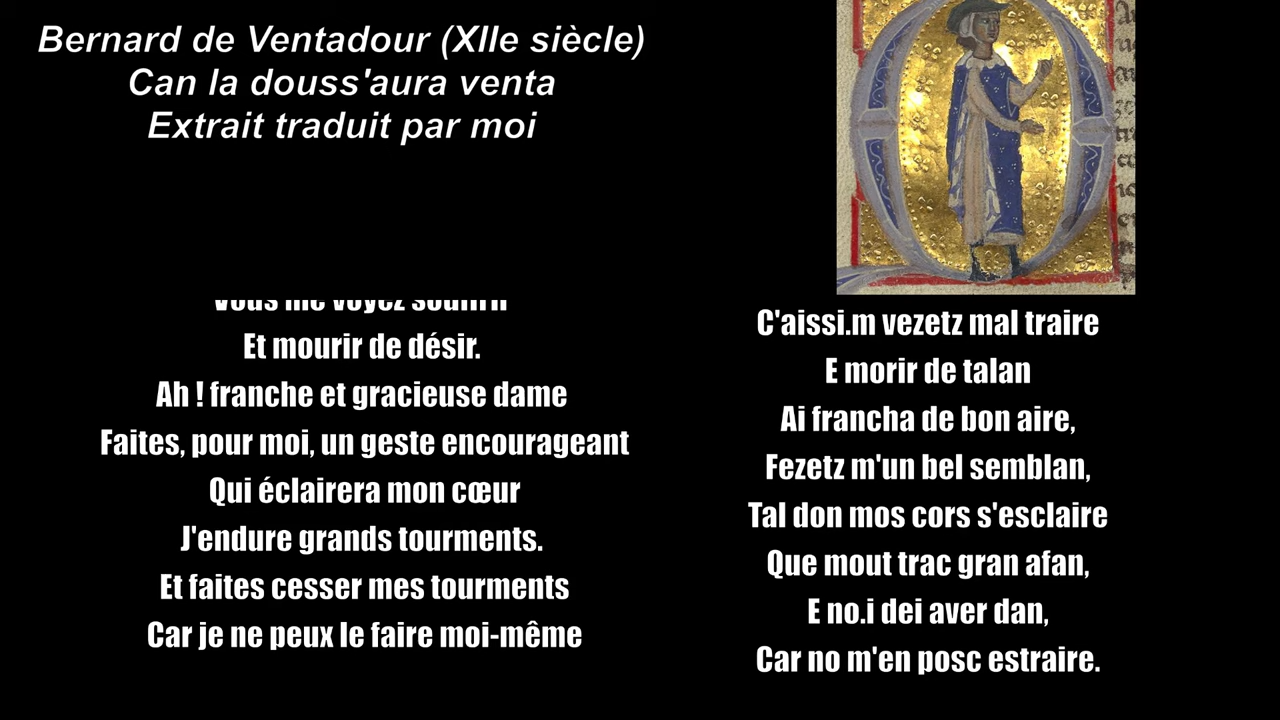 Bernard de Ventadour (XIIe siècle)
Can la douss'aura venta
Extrait traduit par moi
Vous me voyez souffrir
Et mourir de désir.
Ah ! franche et gracieuse dame
Faites, pour moi, un geste encourageant
Qui éclairera mon cœur
J'endure grands tourments.
Et faites cesser mes tourments
Car je ne peux le faire moi-même
C'aissi.m vezetz mal traire
E morir de talan
Ai francha de bon aire,
Fezetz m'un bel semblan,
Tal don mos cors s'esclaire
Que mout trac gran afan,
E no.i dei aver dan,
Car no m'en posc estraire.